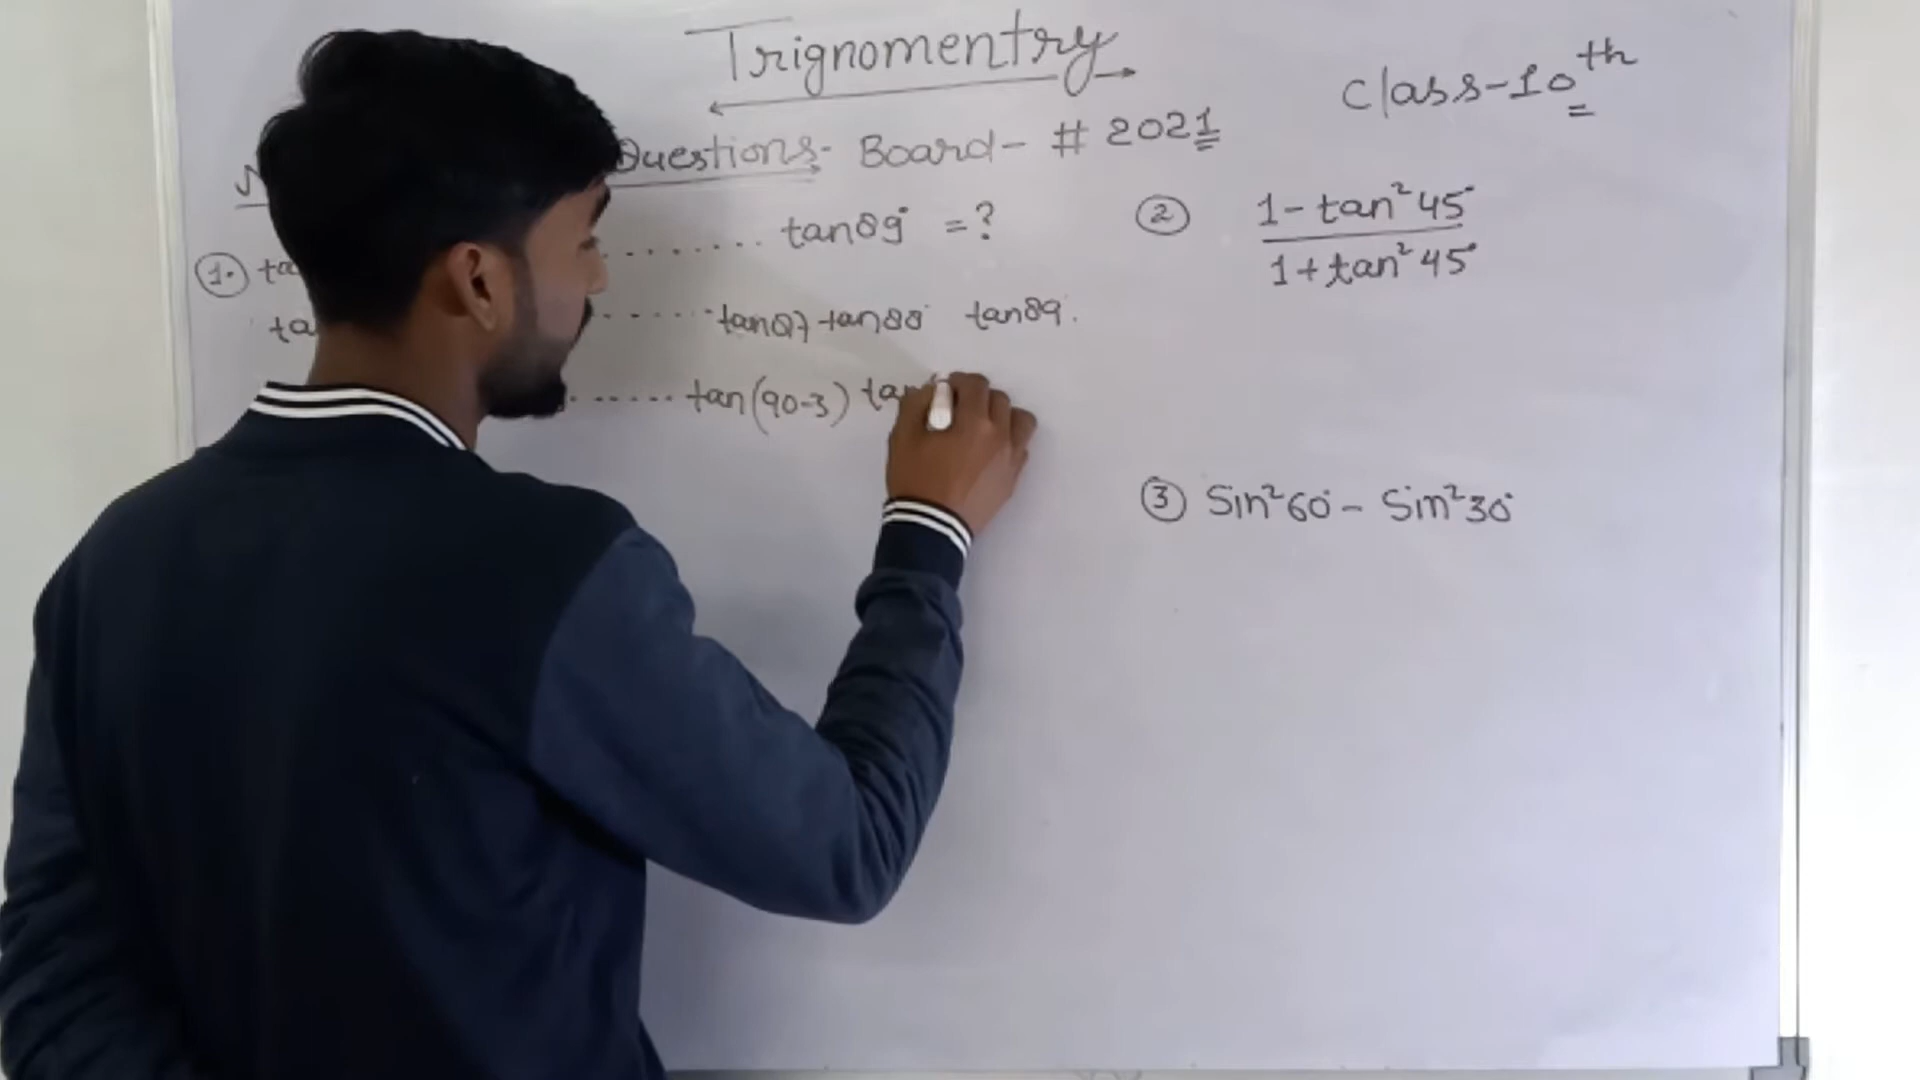 Trignomentry
Class-10th
Questions- Board- # 2021
1. ta ........ tan89° = ?
ta ...... tan87 tan88° tan89.
...... tan(90-3) ta
② 1-tan²45°
1+tan²45°
③ Sin²60°- Sin²30°